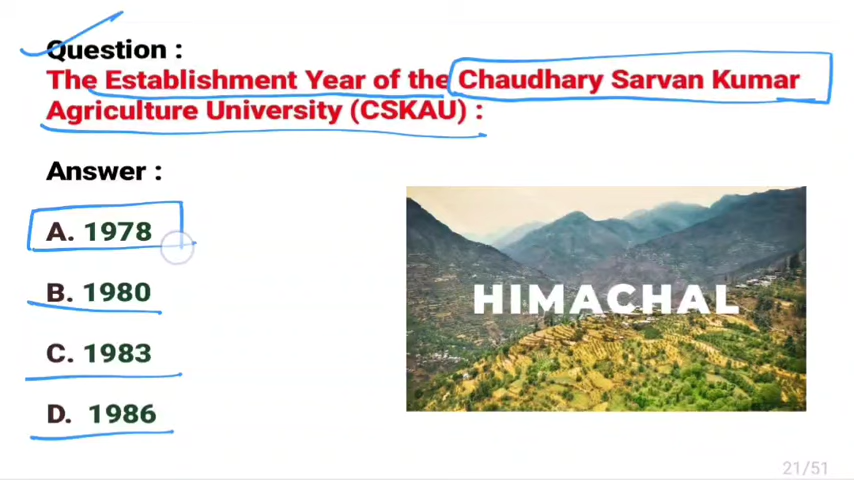 Question :
The Establishment Year of the Chaudhary Sarvan Kumar
Agriculture University (CSKAU) :
Answer :
A. 1978
B. 1980
C. 1983
D. 1986
HIMACHAL
21/51